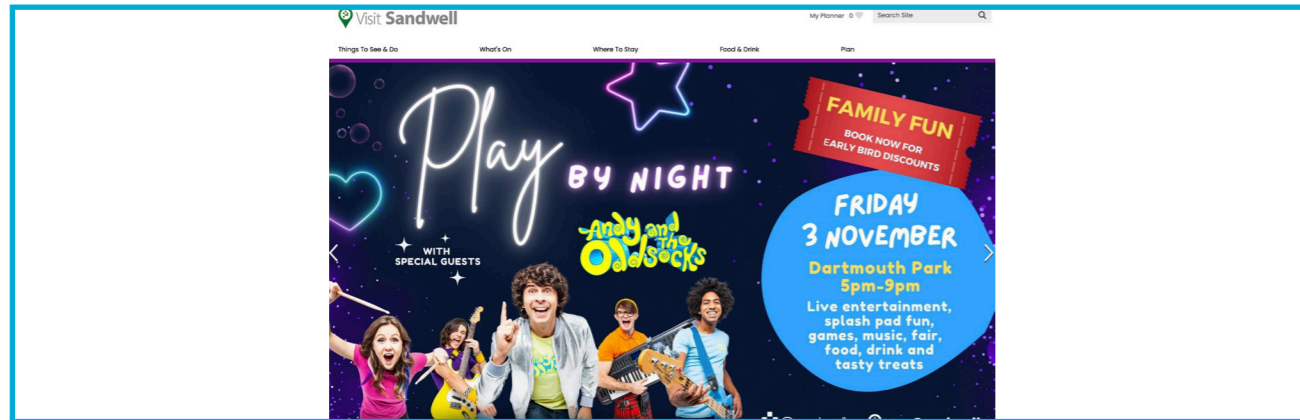 Visit Sandwell
My Planner 0
Search Site
Things To See & Do
What's On
Where To Stay
Food & Drink
Plan
Play
BY NIGHT
WITH
SPECIAL GUESTS
Andy and
The
Oddsocks
FAMILY FUN
BOOK NOW FOR
EARLY BIRD DISCOUNTS
FRIDAY
3 NOVEMBER
Dartmouth Park
5pm-9pm
Live entertainment,
splash pad fun,
games, music, fair,
food, drink and
tasty treats